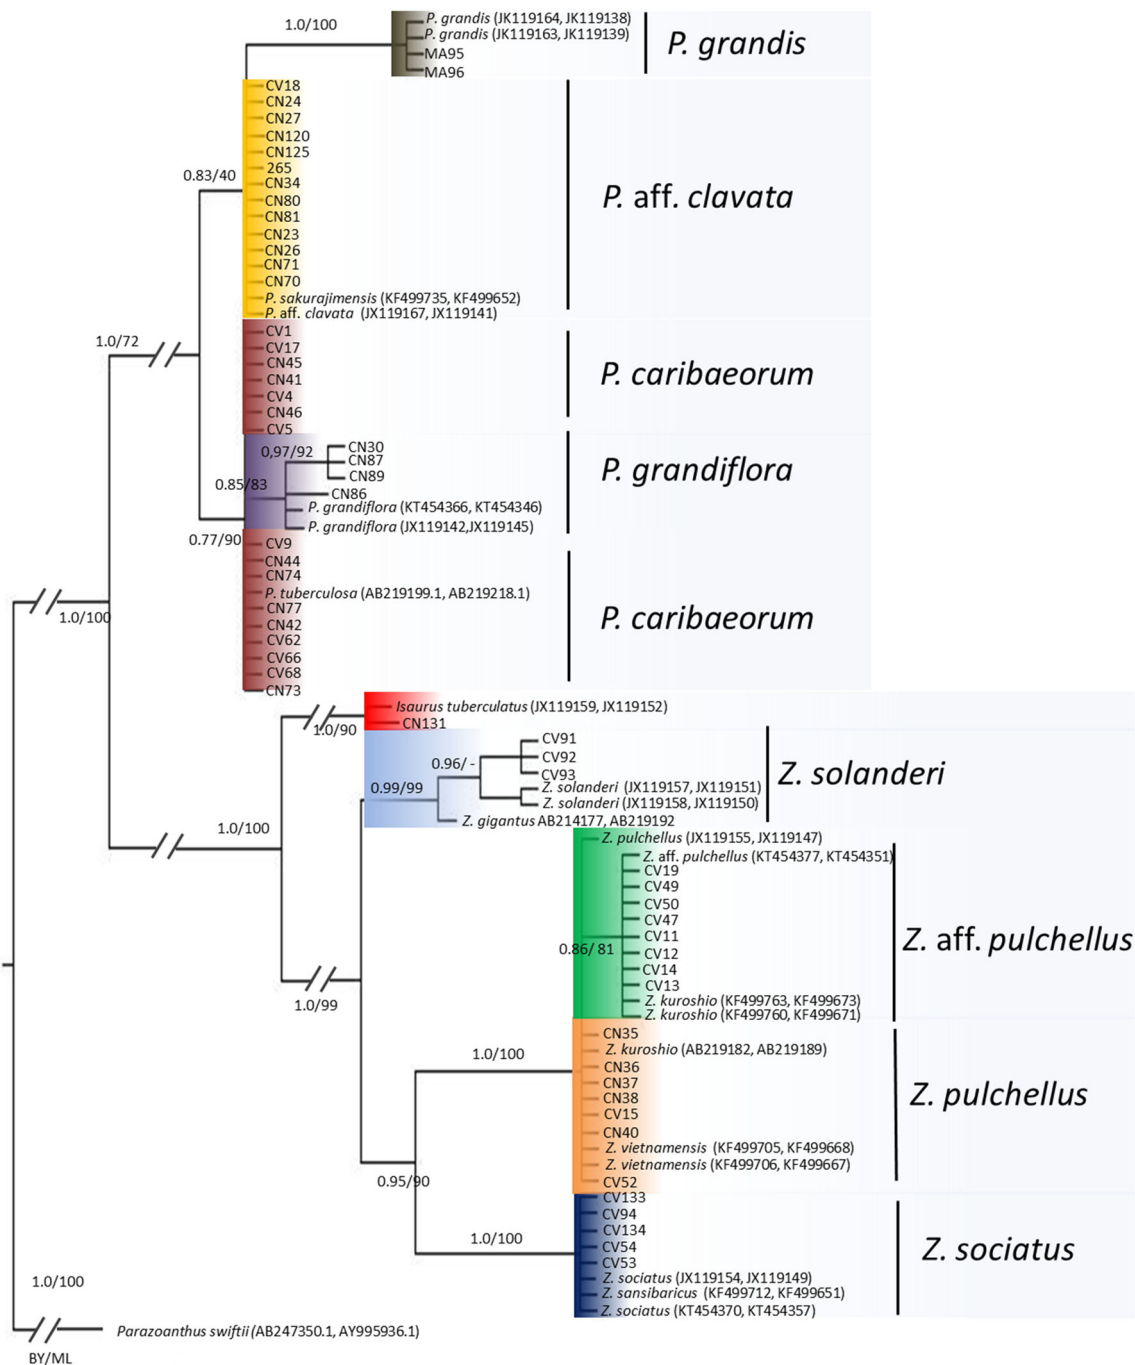 1.0/100
P. grandis (JK119164, JK119138)
P. grandis (JK119163, JK119139)
MA95
MA96
P. grandis
CV18
CN24
CN27
CN120
CN125
265
CN34
CN80
CN81
CN23
CN26
CN71
CN70
P. sakurajimensis (KF499735, KF499652)
P. aff. clavata (JX119167, JX119141)
0.83/40
P. aff. clavata
1.0/72
CV1
CV17
CN45
CN41
CV4
CN46
CV5
P. caribaeorum
0,97/92
0.85/83
CN30
CN87
CN89
CN86
P. grandiflora (KT454366, KT454346)
P. grandiflora (JX119142,JX119145)
P. grandiflora
0.77/90
CV9
CN44
CN74
P. tuberculosa (AB219199.1, AB219218.1)
CN77
CN42
CV62
CV66
CV68
CN73
P. caribaeorum
1.0/100
Isaurus tuberculatus (JX119159, JX119152)
CN131
1.0/90
CV91
CV92
CV93
Z. solanderi (JX119157, JX119151)
Z. solanderi (JX119158, JX119150)
Z. gigantus AB214177, AB219192
0.96/ -
0.99/99
Z. solanderi
1.0/100
Z. pulchellus (JX119155, JX119147)
Z. aff. pulchellus (KT454377, KT454351)
CV19
CV49
CV50
CV47
CV11
CV12
CV14
CV13
Z. kuroshio (KF499763, KF499673)
Z. kuroshio (KF499760, KF499671)
0.86/ 81
Z. aff. pulchellus
1.0/99
CN35
Z. kuroshio (AB219182, AB219189)
CN36
CN37
CN38
CV15
CN40
Z. vietnamensis (KF499705, KF499668)
Z. vietnamensis (KF499706, KF499667)
CV52
1.0/100
Z. pulchellus
0.95/90
CV133
CV94
CV134
CV54
CV53
Z. sociatus (JX119154, JX119149)
Z. sansibaricus (KF499712, KF499651)
Z. sociatus (KT454370, KT454357)
1.0/100
Z. sociatus
1.0/100
Parazoanthus swiftii (AB247350.1, AY995936.1)
BY/ML